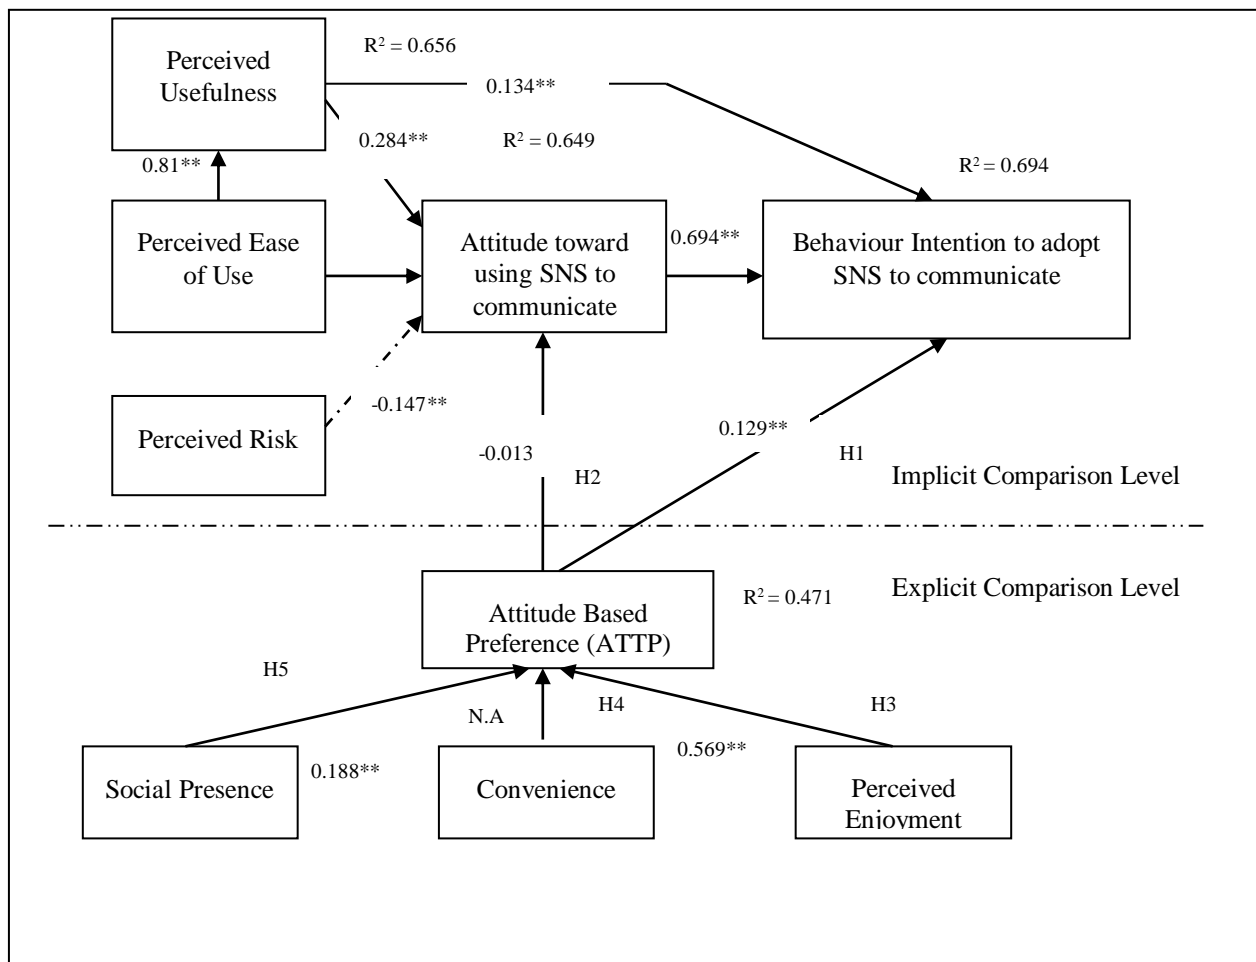 Perceived
Usefulness
R² = 0.656
0.134**
0.284**
R² = 0.649
0.81**
R² = 0.694
Perceived Ease
of Use
Attitude toward
using SNS to
communicate
0.694**
Behaviour Intention to adopt
SNS to communicate
-0.147**
Perceived Risk
0.129**
-0.013
H1
H2
Implicit Comparison Level
Explicit Comparison Level
Attitude Based
Preference (ATTP)
R² = 0.471
H5
N.A
H4
H3
0.188**
0.569**
Social Presence
Convenience
Perceived
Enjoyment